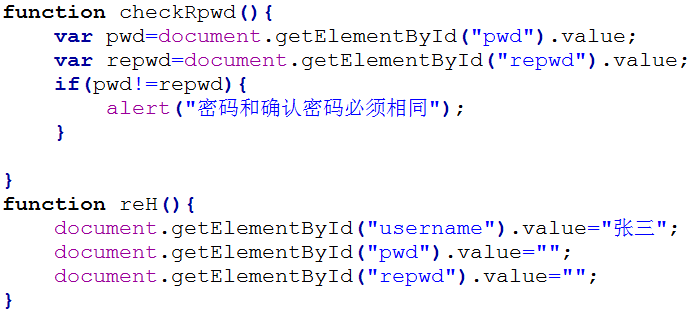 function checkRpwd(){
    var pwd=document.getElementById("pwd").value;
    var repwd=document.getElementById("repwd").value;
    if(pwd!=repwd){
        alert("密码和确认密码必须相同");
    }

}
function reH(){
    document.getElementById("username").value="张三";
    document.getElementById("pwd").value="";
    document.getElementById("repwd").value="";
}